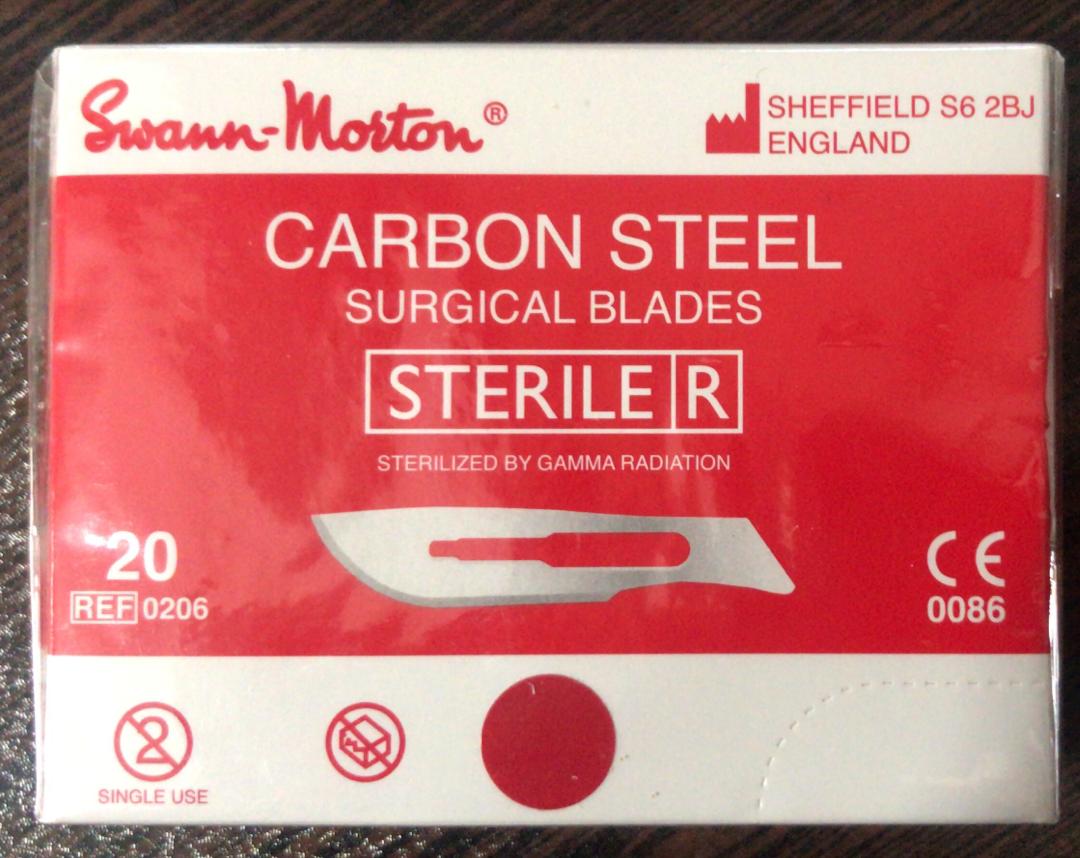 Swann-Morton®
SHEFFIELD S6 2BJ
ENGLAND
CARBON STEEL
SURGICAL BLADES
STERILE R
STERILIZED BY GAMMA RADIATION
20
REF 0206
CE
0086
2
SINGLE USE